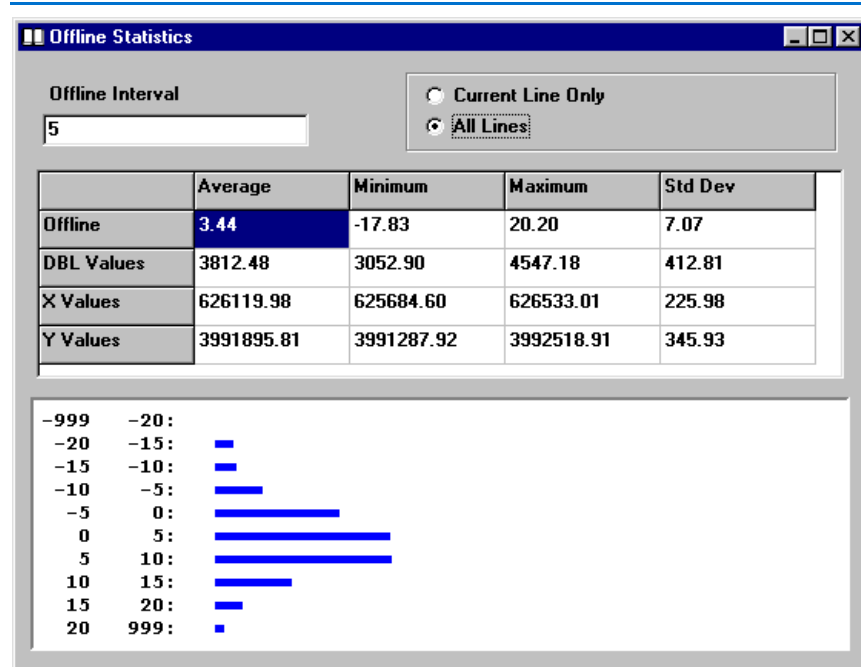 Offline Statistics
Offline Interval
Current Line Only
5
All Lines
Average Minimum Maximum Std Dev
Offline 3.44 -17.83 20.20 7.07
DBL Values 3812.48 3052.90 4547.18 412.81
X Values 626119.98 625684.60 626533.01 225.98
Y Values 3991895.81 3991287.92 3992518.91 345.93
-999 -20:
-20 -15:
-15 -10:
-10 -5:
-5 0:
0 5:
5 10:
10 15:
15 20:
20 999: